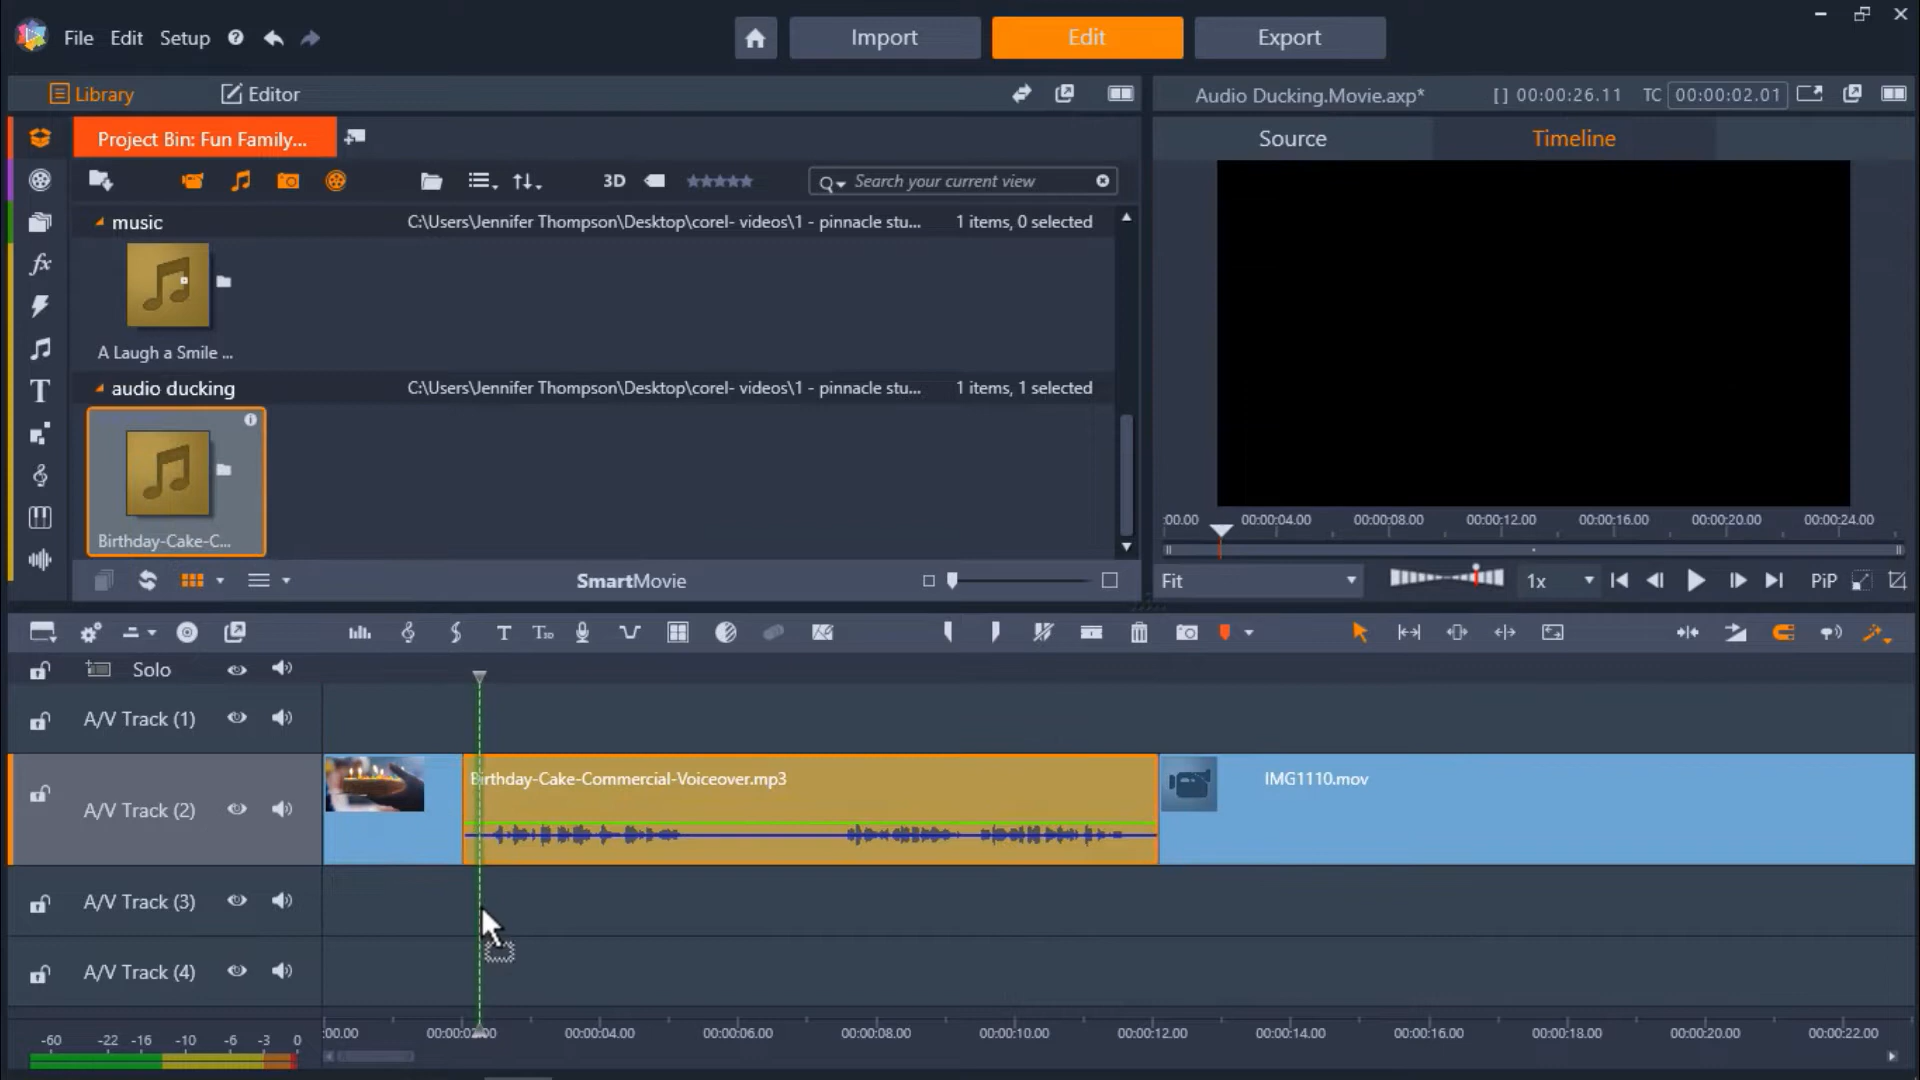 File Edit Setup Import Edit Export
Library Editor Audio Ducking.Movie.axp* [ ] 00:00:26.11 TC 00:00:02.01
Project Bin: Fun Family... Source Timeline
3D Search your current view
music C:\Users\Jennifer Thompson\Desktop\corel- videos\1 - pinnacle stu... 1 items, 0 selected
A Laugh a Smile ...
audio ducking C:\Users\Jennifer Thompson\Desktop\corel- videos\1 - pinnacle stu... 1 items, 1 selected
Birthday-Cake-C...
:00.00 00:00:04.00 00:00:08.00 00:00:12.00 00:00:16.00 00:00:20.00 00:00:24.00
SmartMovie Fit 1x PiP
Solo
A/V Track (1)
Birthday-Cake-Commercial-Voiceover.mp3 IMG1110.mov
A/V Track (2)
A/V Track (3)
A/V Track (4)
:00.00 00:00:04.00 00:00:06.00 00:00:08.00 00:00:10.00 00:00:12.00 00:00:14.00 00:00:16.00 00:00:18.00 00:00:20.00 00:00:22.00
-60 -22 -16 -10 -6 -3 0